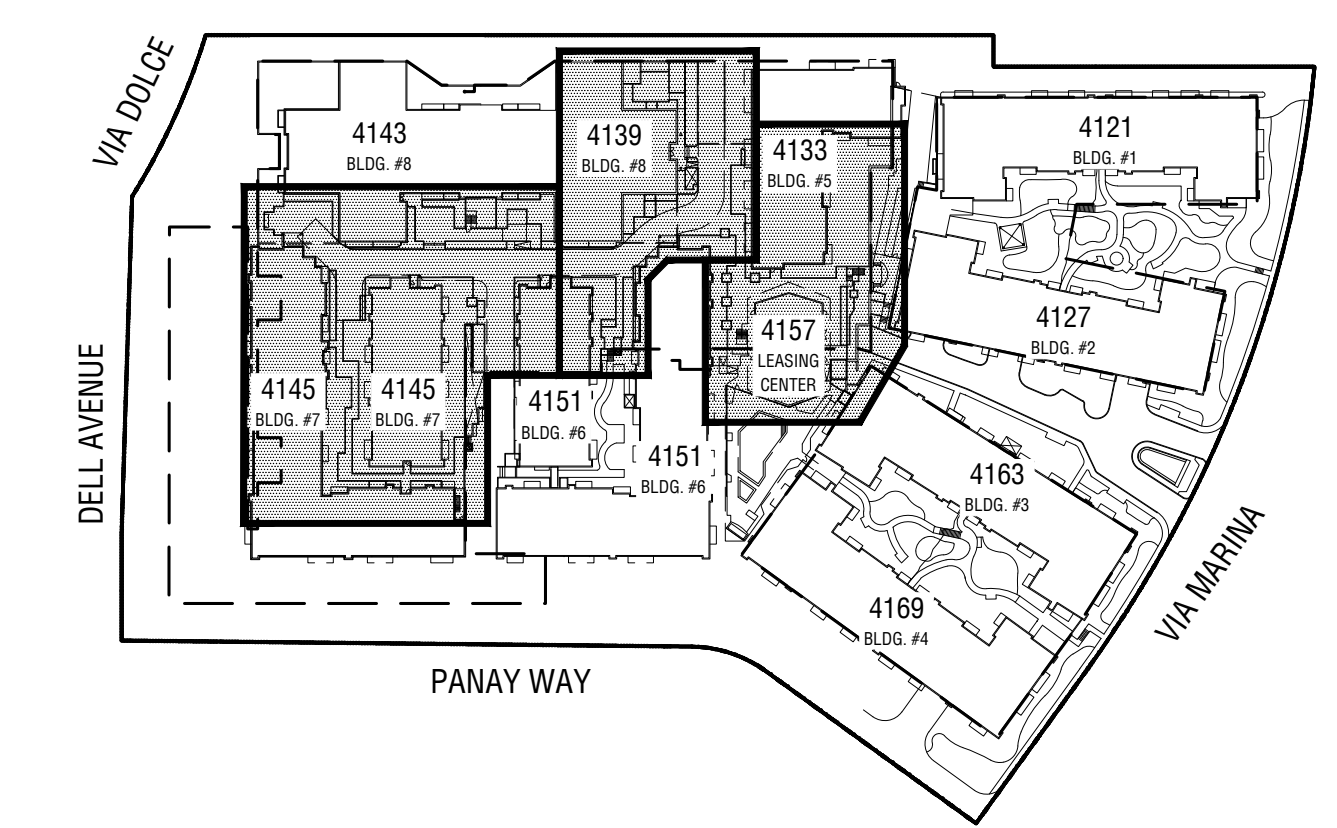 VIA DOLCE
4143
BLDG. #8
4139
BLDG. #8
4133
BLDG. #5
4121
BLDG. #1
4127
BLDG. #2
4157
LEASING
CENTER
DELL AVENUE
4145
BLDG. #7
4145
BLDG. #7
4151
BLDG. #6
4151
BLDG. #6
4163
BLDG. #3
4169
BLDG. #4
VIA MARINA
PANAY WAY